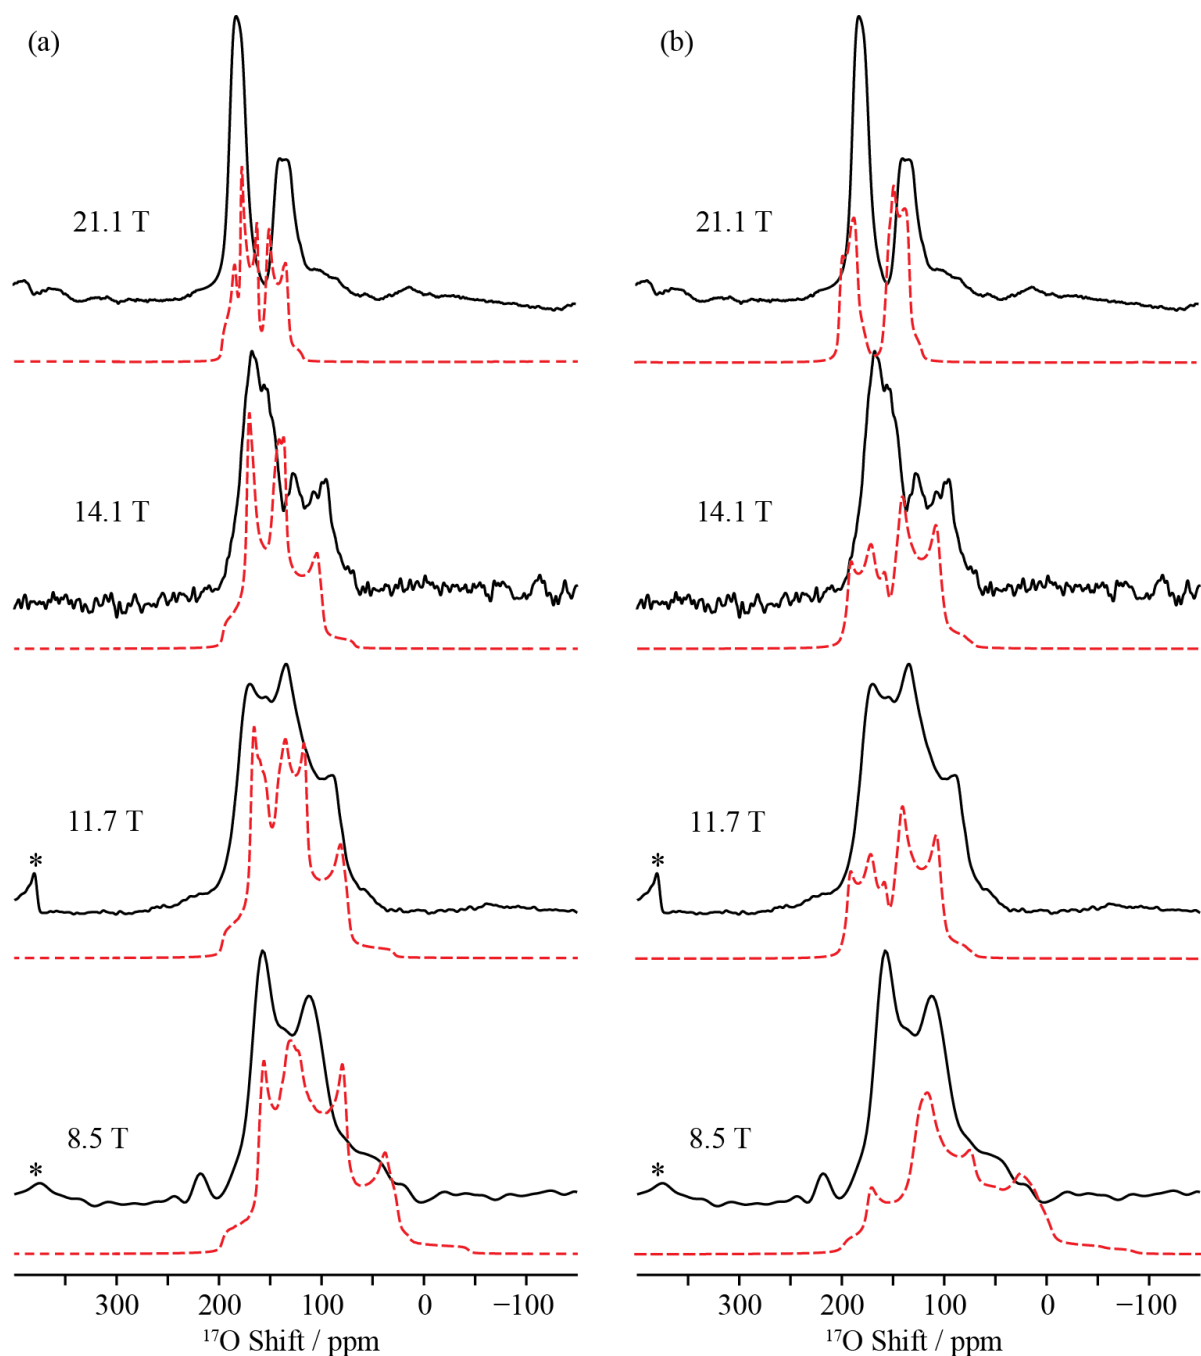 (a) (b)
21.1 T 21.1 T
14.1 T 14.1 T
11.7 T 11.7 T
* *
8.5 T 8.5 T
* *
300 200 100 0 −100 300 200 100 0 −100
¹⁷O Shift / ppm ¹⁷O Shift / ppm